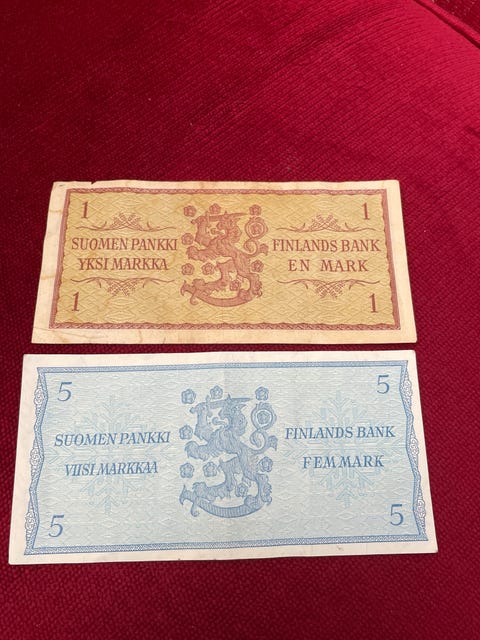 1 1
SUOMEN PANKKI FINLANDS BANK
YKSI MARKKA EN MARK
1 1
5 5
SUOMEN PANKKI FINLANDS BANK
VIISI MARKKAA FEM MARK
5 5